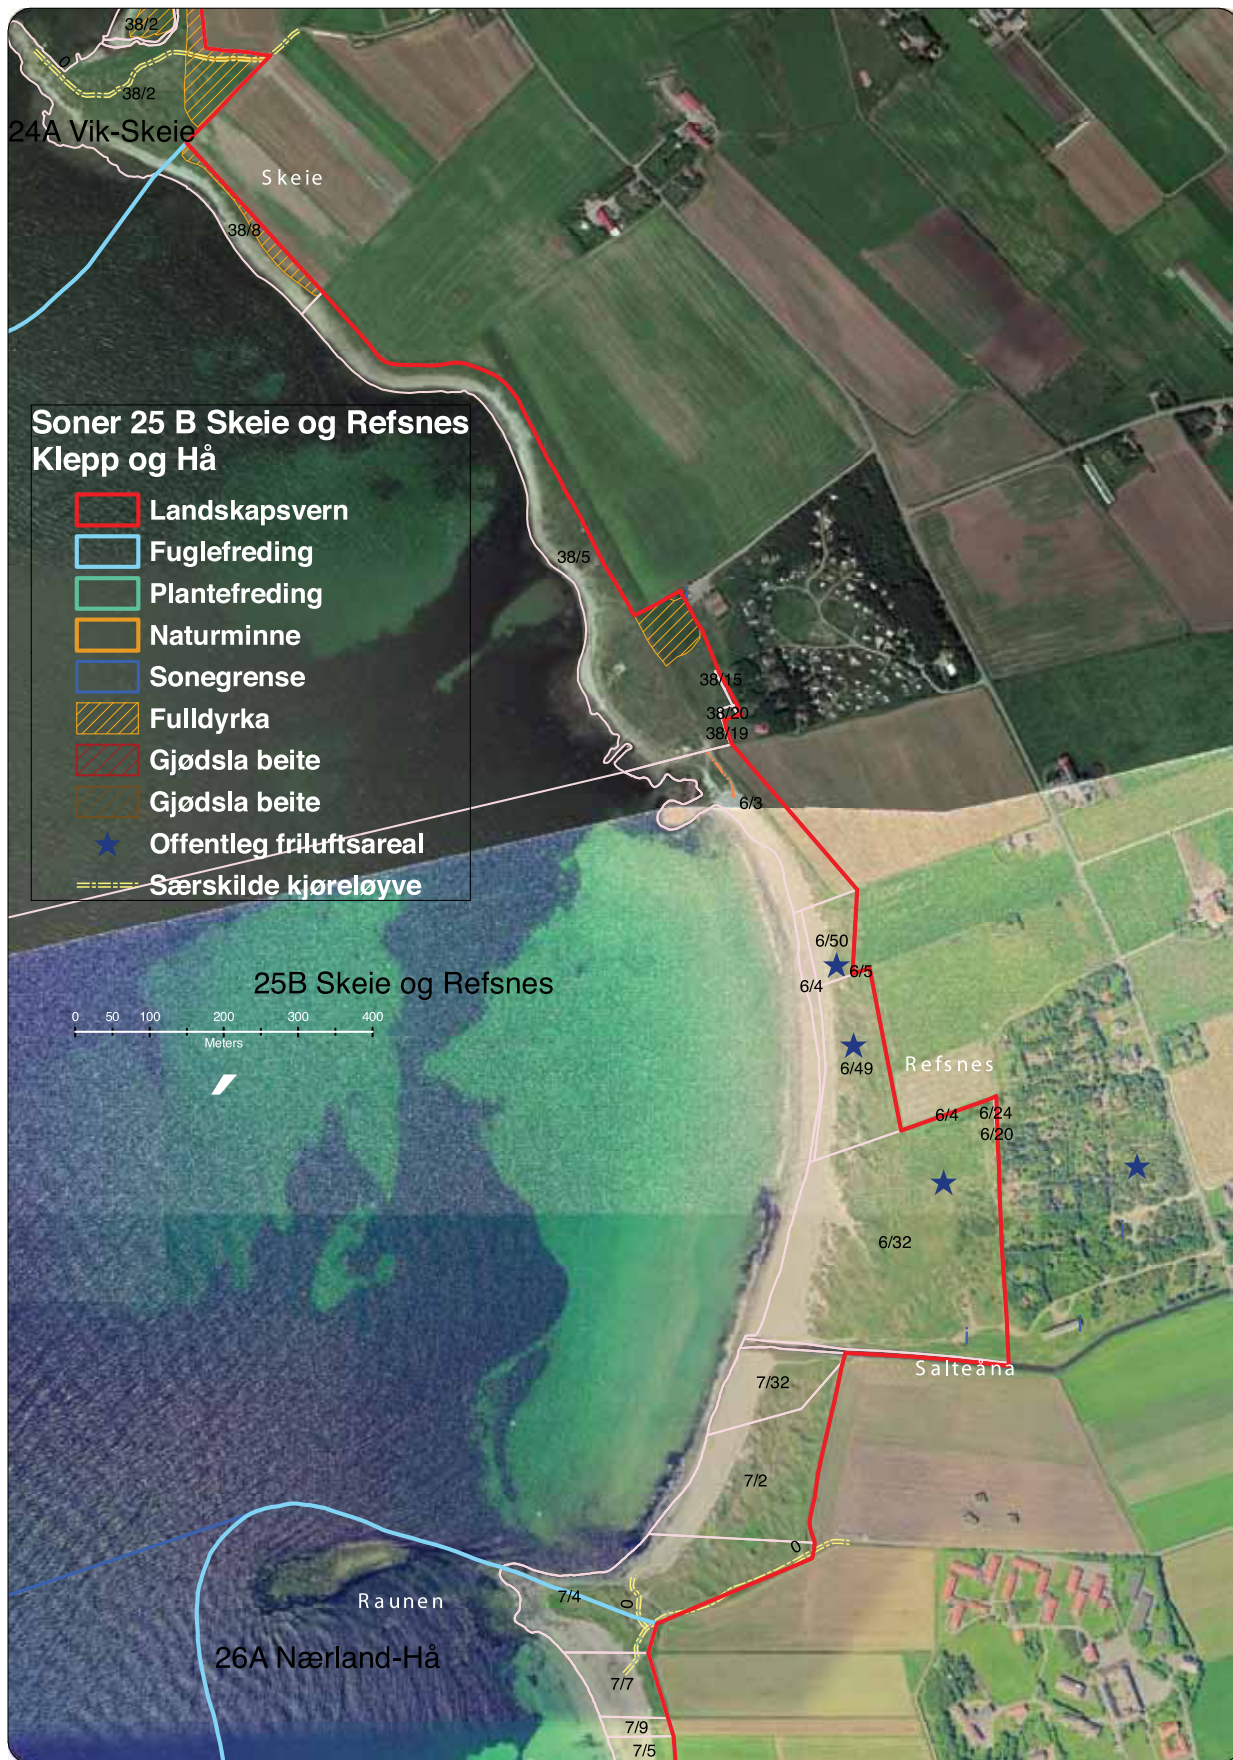 38/2
0
38/2
24A Vik-Skeie
Skeie
38/8
Soner 25 B Skeie og Refsnes
Klepp og Hå
Landskapsvern
Fuglefreding
Plantefreding
Naturminne
Sonegrense
Fulldyrka
Gjødsla beite
Gjødsla beite
Offentleg friluftsareal
Særskilde kjøreløyve
38/5
38/15
38/20
38/19
6/3
6/50
6/5
6/4
25B Skeie og Refsnes
0 50 100 200 300 400
Meters
6/49
Refsnes
6/4
6/24
6/20
6/32
i
Salteåna
7/32
7/2
0
7/4
0
Raunen
26A Nærland-Hå
7/7
7/9
7/5